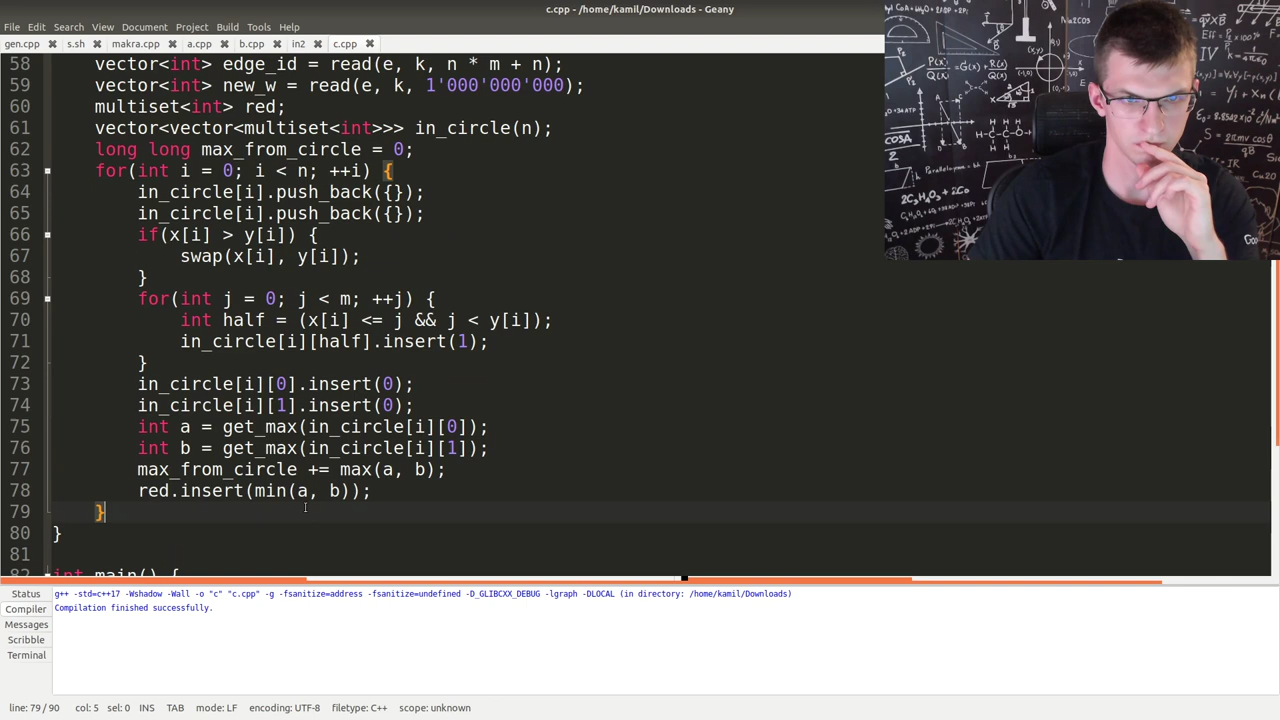 c.cpp - /home/kamil/Downloads - Geany
File Edit Search View Document Project Build Tools Help
gen.cpp s.sh makra.cpp a.cpp b.cpp in2 c.cpp
58 vector<int> edge_id = read(e, k, n * m + n);
59 vector<int> new_w = read(e, k, 1'000'000'000);
60 multiset<int> red;
61 vector<vector<multiset<int>>> in_circle(n);
62 long long max_from_circle = 0;
63 for(int i = 0; i < n; ++i) {
64 in_circle[i].push_back({});
65 in_circle[i].push_back({});
66 if(x[i] > y[i]) {
67 swap(x[i], y[i]);
68 }
69 for(int j = 0; j < m; ++j) {
70 int half = (x[i] <= j && j < y[i]);
71 in_circle[i][half].insert(1);
72 }
73 in_circle[i][0].insert(0);
74 in_circle[i][1].insert(0);
75 int a = get_max(in_circle[i][0]);
76 int b = get_max(in_circle[i][1]);
77 max_from_circle += max(a, b);
78 red.insert(min(a, b));
79 }
80 }
81
82 int main() {
Status
Compiler
Messages
Scribble
Terminal
g++ -std=c++17 -Wshadow -Wall -o "c" "c.cpp" -g -fsanitize=address -fsanitize=undefined -D_GLIBCXX_DEBUG -lgraph -DLOCAL (in directory: /home/kamil/Downloads)
Compilation finished successfully.
line: 79 / 90 col: 5 sel: 0 INS TAB mode: LF encoding: UTF-8 filetype: C++ scope: unknown